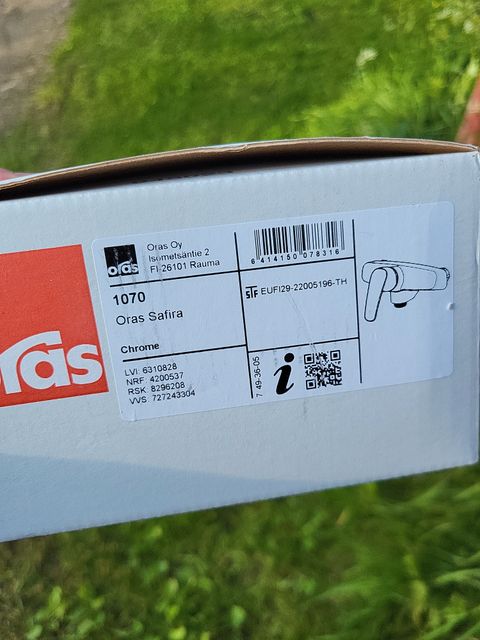 oras
oras
Oras Oy
Isometsäntie 2
FI-26101 Rauma
1070
Oras Safira
Chrome
LVI: 6310828
NRF: 4200537
RSK: 8296208
VVS: 727243304
6 414150 078316
STF EUFI29-22005196-TH
7 49-36-05
i